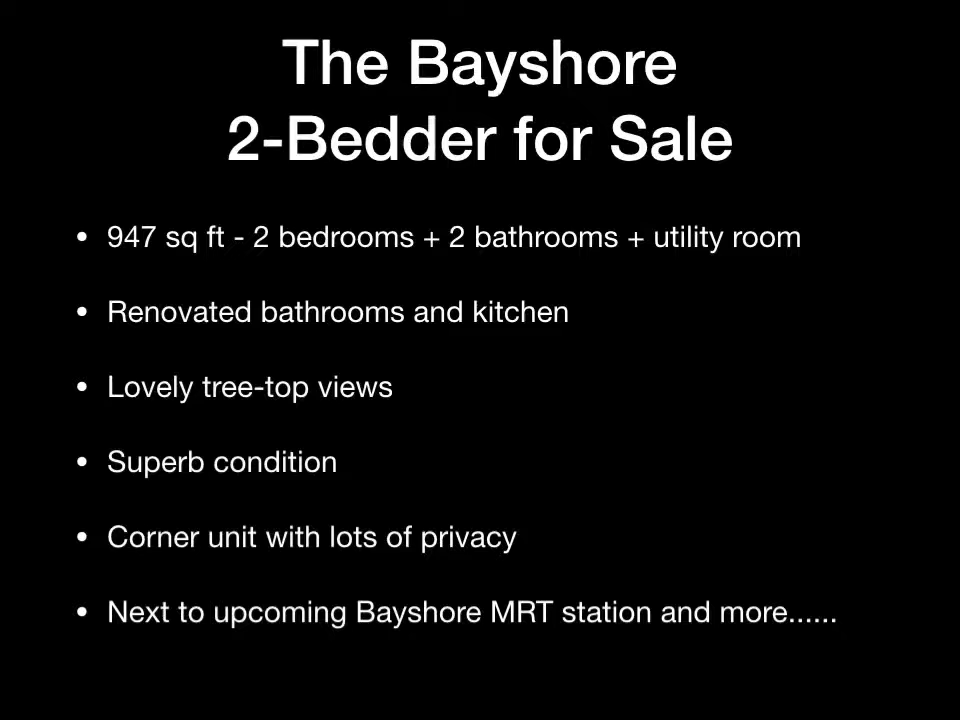 The Bayshore
2-Bedder for Sale
• 947 sq ft - 2 bedrooms + 2 bathrooms + utility room
• Renovated bathrooms and kitchen
• Lovely tree-top views
• Superb condition
• Corner unit with lots of privacy
• Next to upcoming Bayshore MRT station and more......